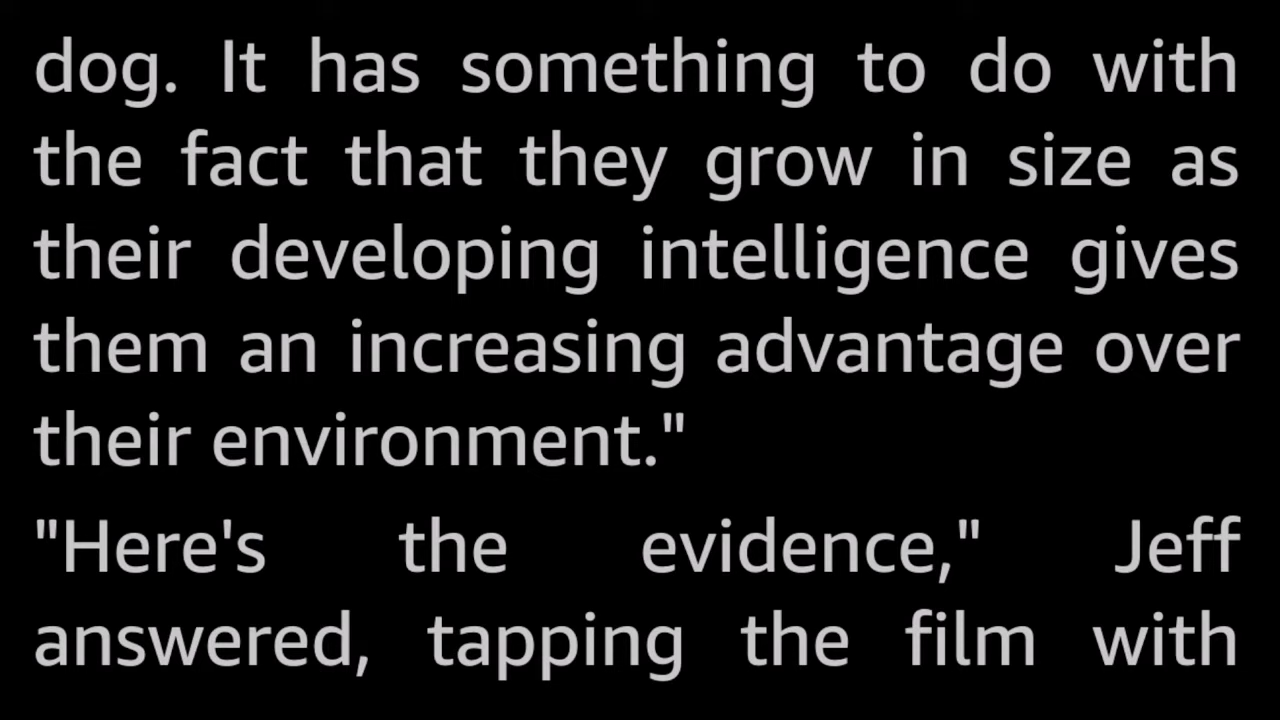 dog. It has something to do with
the fact that they grow in size as
their developing intelligence gives
them an increasing advantage over
their environment."
"Here's the evidence," Jeff
answered, tapping the film with